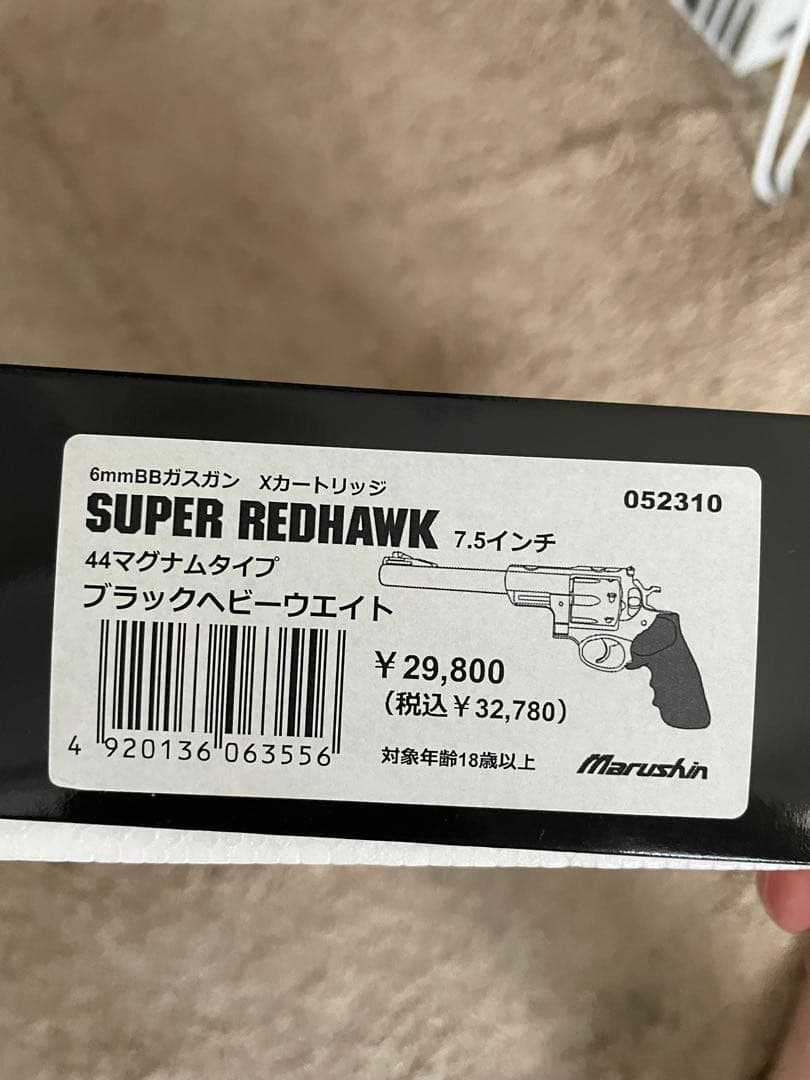 6mmBBガスガン Xカートリッジ
052310
SUPER REDHAWK 7.5インチ
44マグナムタイプ
ブラックヘビーウエイト
￥29,800
（税込￥32,780）
4 920136 063556
対象年齢18歳以上
Marushin